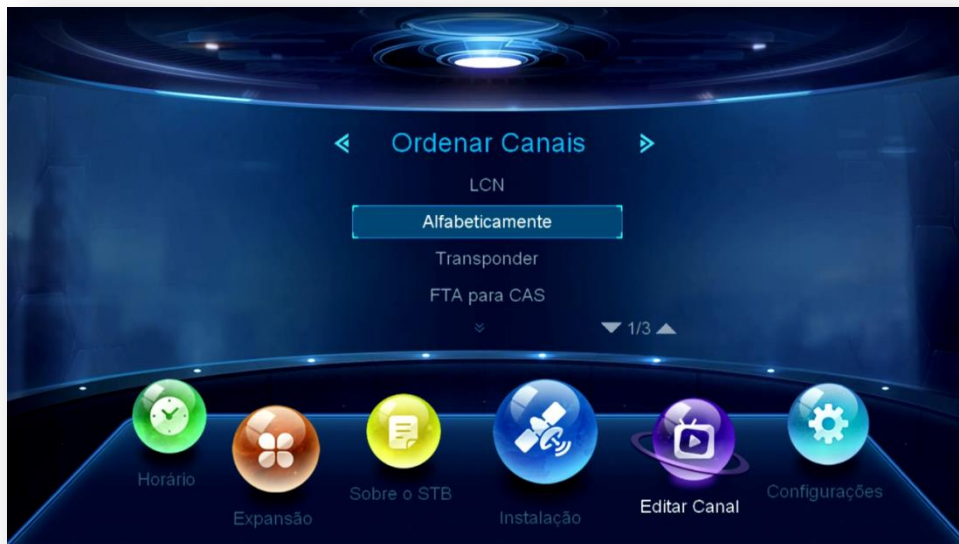 Ordenar Canais
LCN
Alfabeticamente
Transponder
FTA para CAS
1/3
Horário
Expansão
Sobre o STB
Instalação
Editar Canal
Configurações